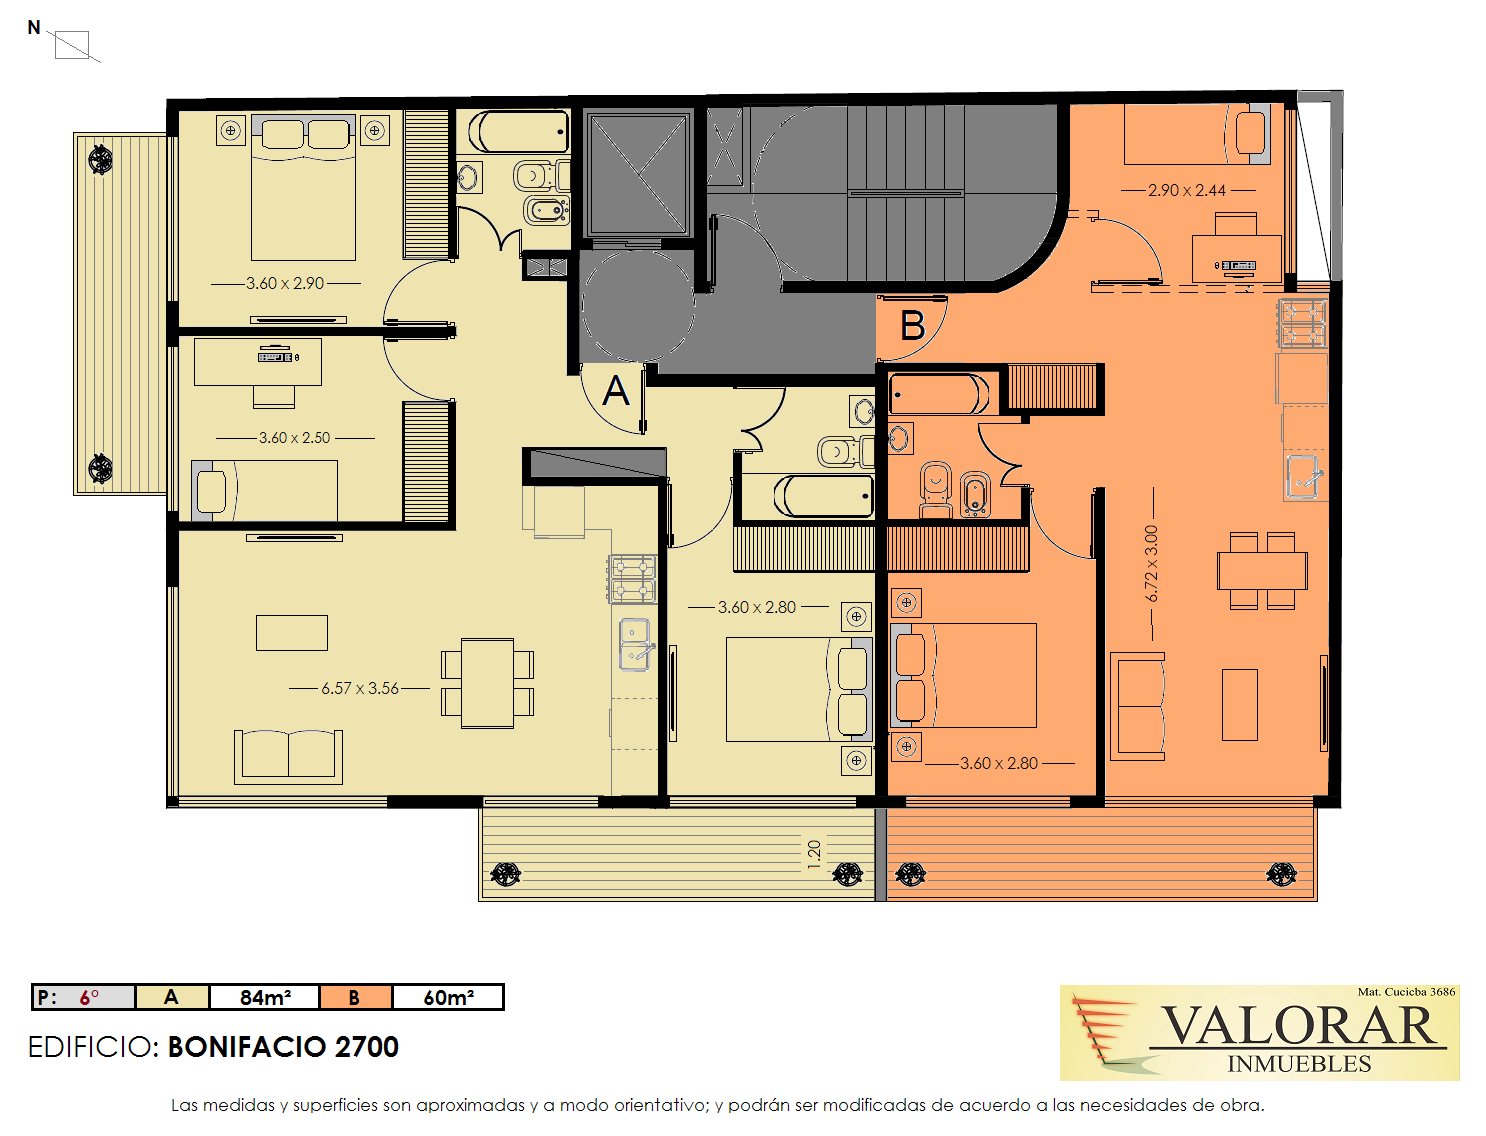 N
2.90 x 2.44
3.60 x 2.90
B
A
3.60 x 2.50
6.72 x 3.00
3.60 x 2.80
6.57 x 3.56
3.60 x 2.80
1.20
P: 6° A 84m² B 60m²
EDIFICIO: BONIFACIO 2700
Mat. Cucicba 3686
VALORAR
INMUEBLES
Las medidas y superficies son aproximadas y a modo orientativo; y podrán ser modificadas de acuerdo a las necesidades de obra.